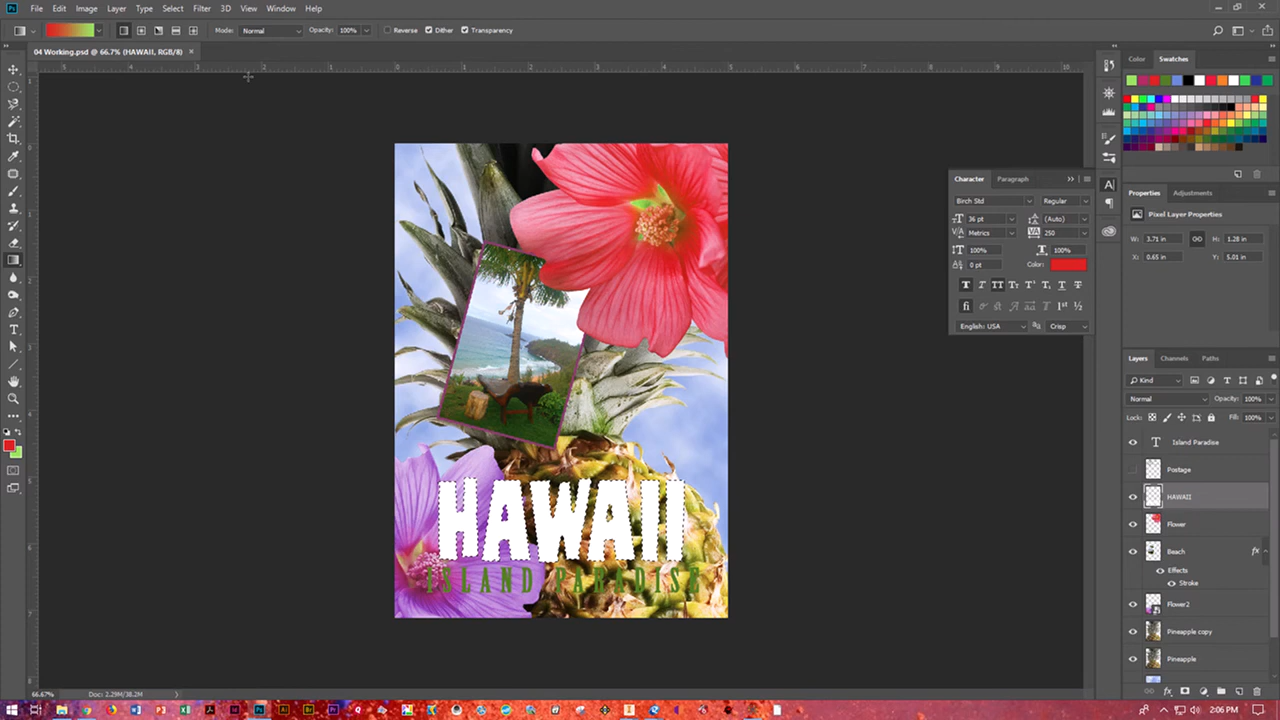 Ps File Edit Image Layer Type Select Filter 3D View Window Help
Mode: Normal Opacity: 100% Reverse Dither Transparency
04 Working.psd @ 66.7% (HAWAII, RGB/8) ×
Color Swatches
Character Paragraph
Birch Std Regular
36 pt (Auto)
Metrics 250
100% 100%
0 pt Color:
English: USA Crisp
Properties Adjustments
Pixel Layer Properties
W: 3.71 in H: 1.28 in
X: 0.65 in Y: 5.01 in
Layers Channels Paths
Kind
Normal Opacity: 100%
Lock: Fill: 100%
Island Paradise
Postage
HAWAII
Flower
Beach fx
Effects
Stroke
Flower2
Pineapple copy
Pineapple
HAWAII
ISLAND PARADISE
66.67% Doc: 2.29M/38.2M
2:06 PM